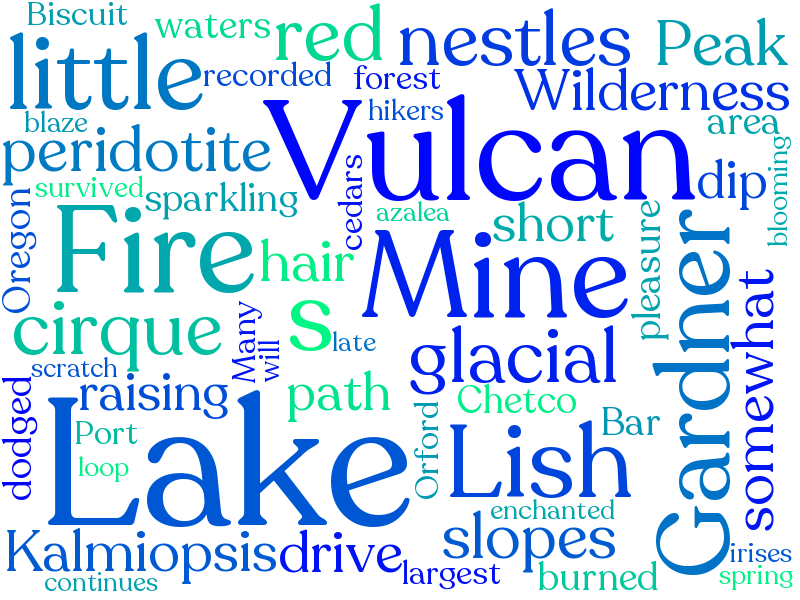 Biscuit
waters
red
nestles
Peak
little
recorded
forest
Wilderness
blaze
hikers
area
Vulcan
peridotite
dip
blooming
survived
sparkling
cedars
azalea
short
pleasure
Oregon
Fire
hair
Mine
Gardner
cirque
s
somewhat
Many
will
late
glacial
scratch
raising
path
Chetco
dodged
Port
loop
Lake
Orford
Lish
Bar
enchanted
Kalmiopsis
drive
slopes
irises
continues
largest
burned
spring